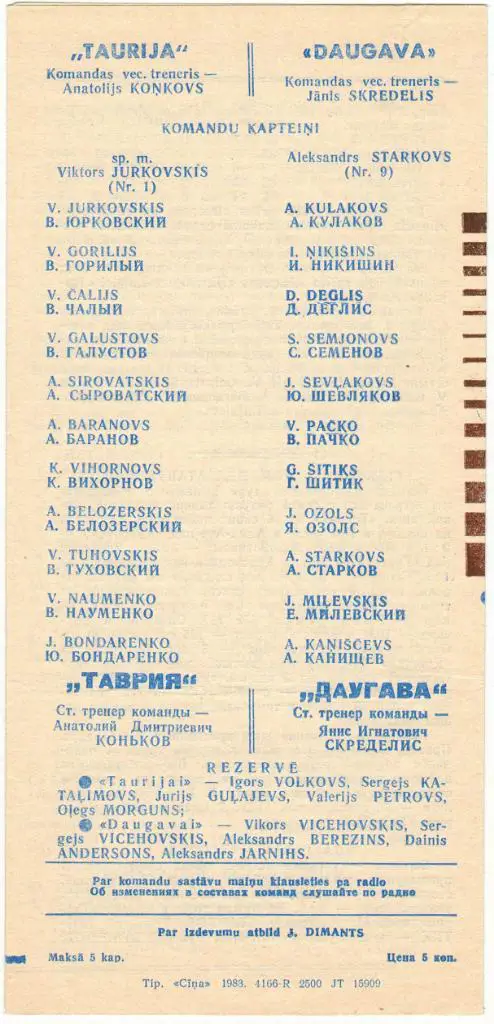 „TAURIJA“
Komandas vec. treneris —
Anatolijs KOŅKOVS
«DAUGAVA»
Komandas vec. treneris —
Jānis SKREDELIS
KOMANDU KAPTEIŅI
sp. m.
Viktors JURKOVSKIS
(Nr. 1)
Aleksandrs STARKOVS
(Nr. 9)
V. JURKOVSKIS
В. ЮРКОВСКИЙ
V. GORILIJS
В. ГОРИЛЫЙ
V. ČALIJS
В. ЧАЛЫЙ
V. GALUSTOVS
В. ГАЛУСТОВ
A. SIROVATSKIS
А. СЫРОВАТСКИЙ
A. BARANOVS
А. БАРАНОВ
K. VIHORNOVS
К. ВИХОРНОВ
A. BELOZERSKIS
А. БЕЛОЗЕРСКИЙ
V. TUHOVSKIS
В. ТУХОВСКИЙ
V. NAUMENKO
В. НАУМЕНКО
J. BONDARENKO
Ю. БОНДАРЕНКО
A. KULAKOVS
А. КУЛАКОВ
I. ŅIKIŠINS
И. НИКИШИН
D. DEGLIS
Д. ДЕГЛИС
S. SEMJONOVS
С. СЕМЕНОВ
J. ŠEVĻAKOVS
Ю. ШЕВЛЯКОВ
V. PAČKO
В. ПАЧКО
G. ŠITIKS
Г. ШИТИК
J. OZOLS
Я. ОЗОЛС
A. STARKOVS
А. СТАРКОВ
J. MIĻEVSKIS
Е. МИЛЕВСКИЙ
A. KAŅIŠČEVS
А. КАНИЩЕВ
„ТАВРИЯ“
Ст. тренер команды —
Анатолий Дмитриевич
КОНЬКОВ
„ДАУГАВА“
Ст. тренер команды —
Янис Игнатович
СКРЕДЕЛИС
REZERVĒ
«Taurijai» — Igors VOLKOVS, Sergejs KA-
TAĻIMOVS, Jurijs GUĻAJEVS, Valerijs PETROVS,
Oļegs MORGUNS;
«Daugavai» — Vikors VICEHOVSKIS, Ser-
gejs VICEHOVSKIS, Aleksandrs BEREZINS, Dainis
ANDERSONS, Aleksandrs JARNIHS.
Par komandu sastāvu maiņu klausieties pa radio
Об изменениях в составах команд слушайте по радио
Par izdevumu atbild J. DIMANTS
Maksā 5 kap.
Цена 5 коп.
Tip. «Cīņa» 1983. 4166-R 2500 JT 15909